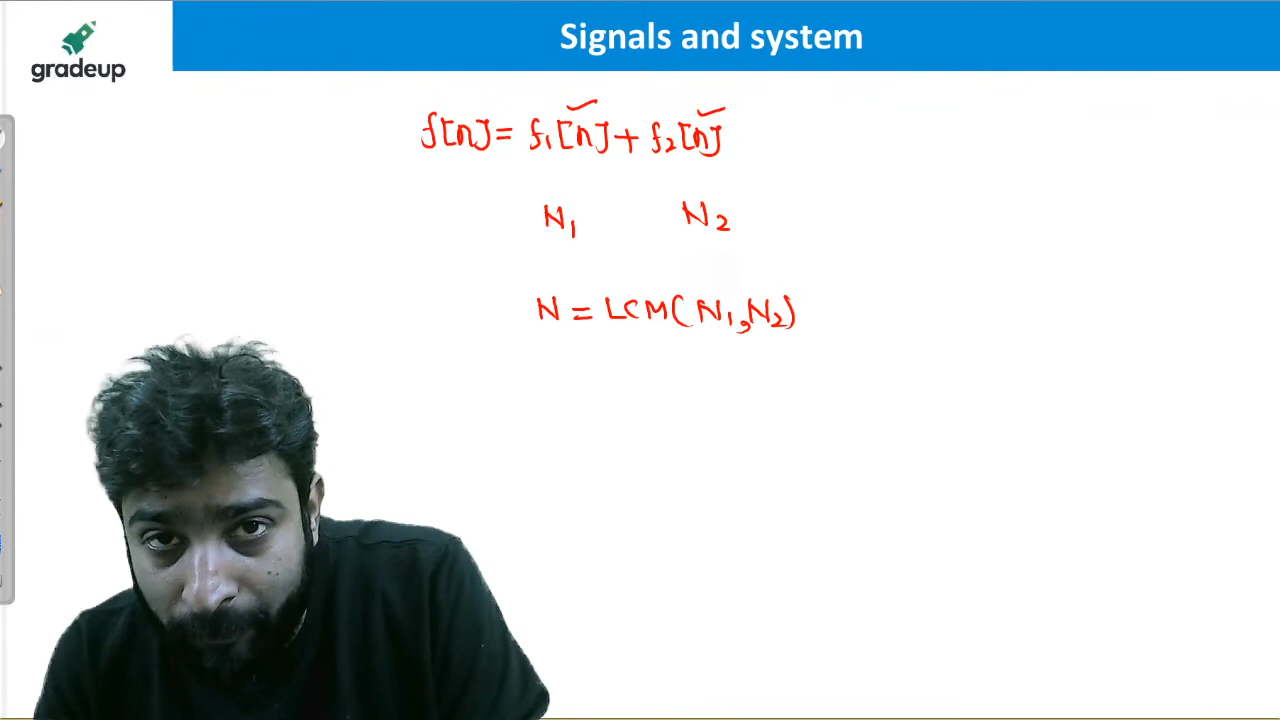 Signals and system
gradeup
f[n] = f₁[n] + f₂[n]
N₁ N₂
N = LCM(N₁,N₂)